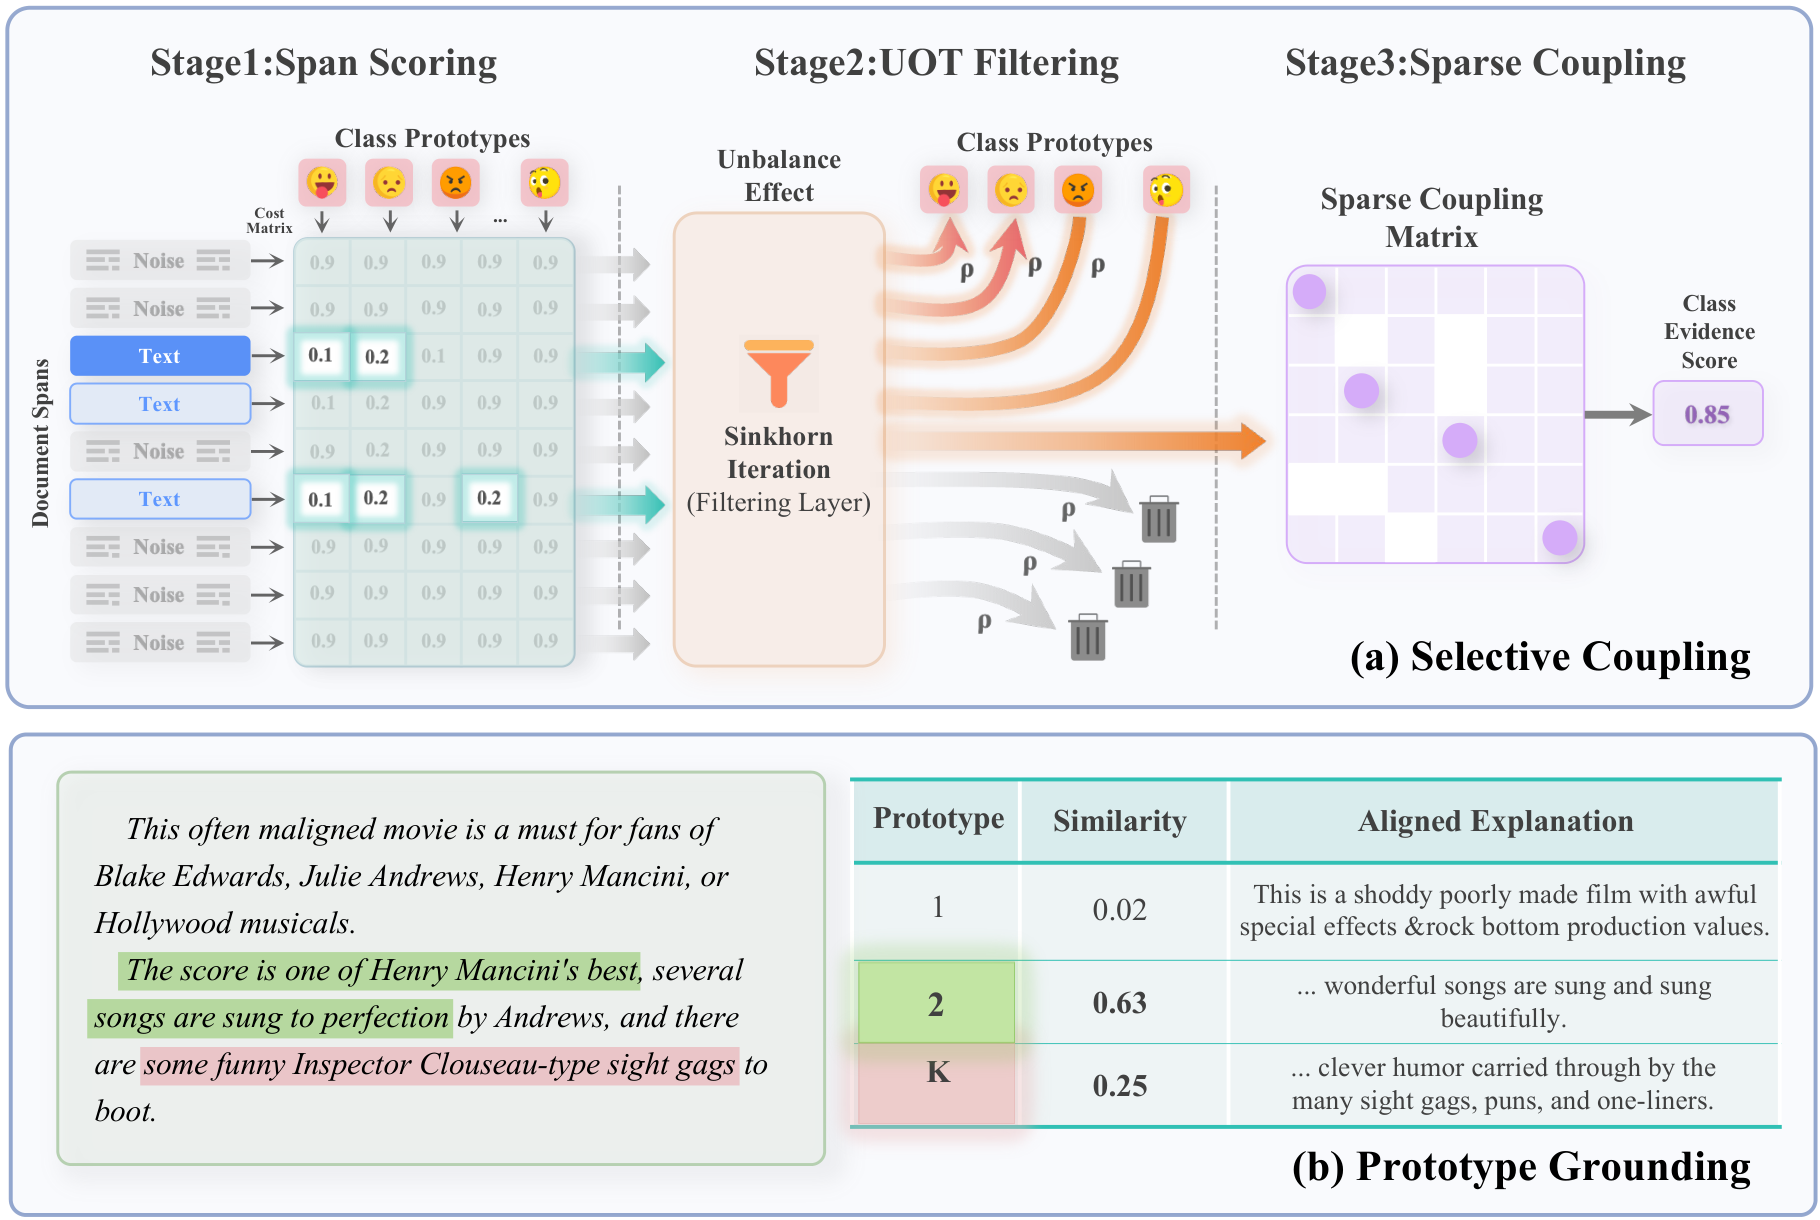 Stage1:Span Scoring
Stage2:UOT Filtering
Stage3:Sparse Coupling
Class Prototypes
Cost
Matrix
...
Document Spans
Noise
0.9 0.9 0.9 0.9 0.9
Noise
0.9 0.9 0.9 0.9 0.9
Text
0.1 0.2 0.1 0.9 0.9
Text
0.1 0.2 0.9 0.9 0.9
Noise
0.9 0.2 0.9 0.9 0.9
Text
0.1 0.2 0.9 0.2 0.9
Noise
0.9 0.9 0.9 0.9 0.9
Noise
0.9 0.9 0.9 0.9 0.9
Noise
0.9 0.9 0.9 0.9 0.9
Unbalance
Effect
Sinkhorn
Iteration
(Filtering Layer)
Class Prototypes
ρ
ρ
ρ
ρ
ρ
ρ
Sparse Coupling
Matrix
Class
Evidence
Score
0.85
(a) Selective Coupling
This often maligned movie is a must for fans of
Blake Edwards, Julie Andrews, Henry Mancini, or
Hollywood musicals.
The score is one of Henry Mancini's best, several
songs are sung to perfection by Andrews, and there
are some funny Inspector Clouseau-type sight gags to
boot.
Prototype Similarity Aligned Explanation
1 0.02 This is a shoddy poorly made film with awful
special effects &rock bottom production values.
2 0.63 ... wonderful songs are sung and sung
beautifully.
K 0.25 ... clever humor carried through by the
many sight gags, puns, and one-liners.
(b) Prototype Grounding